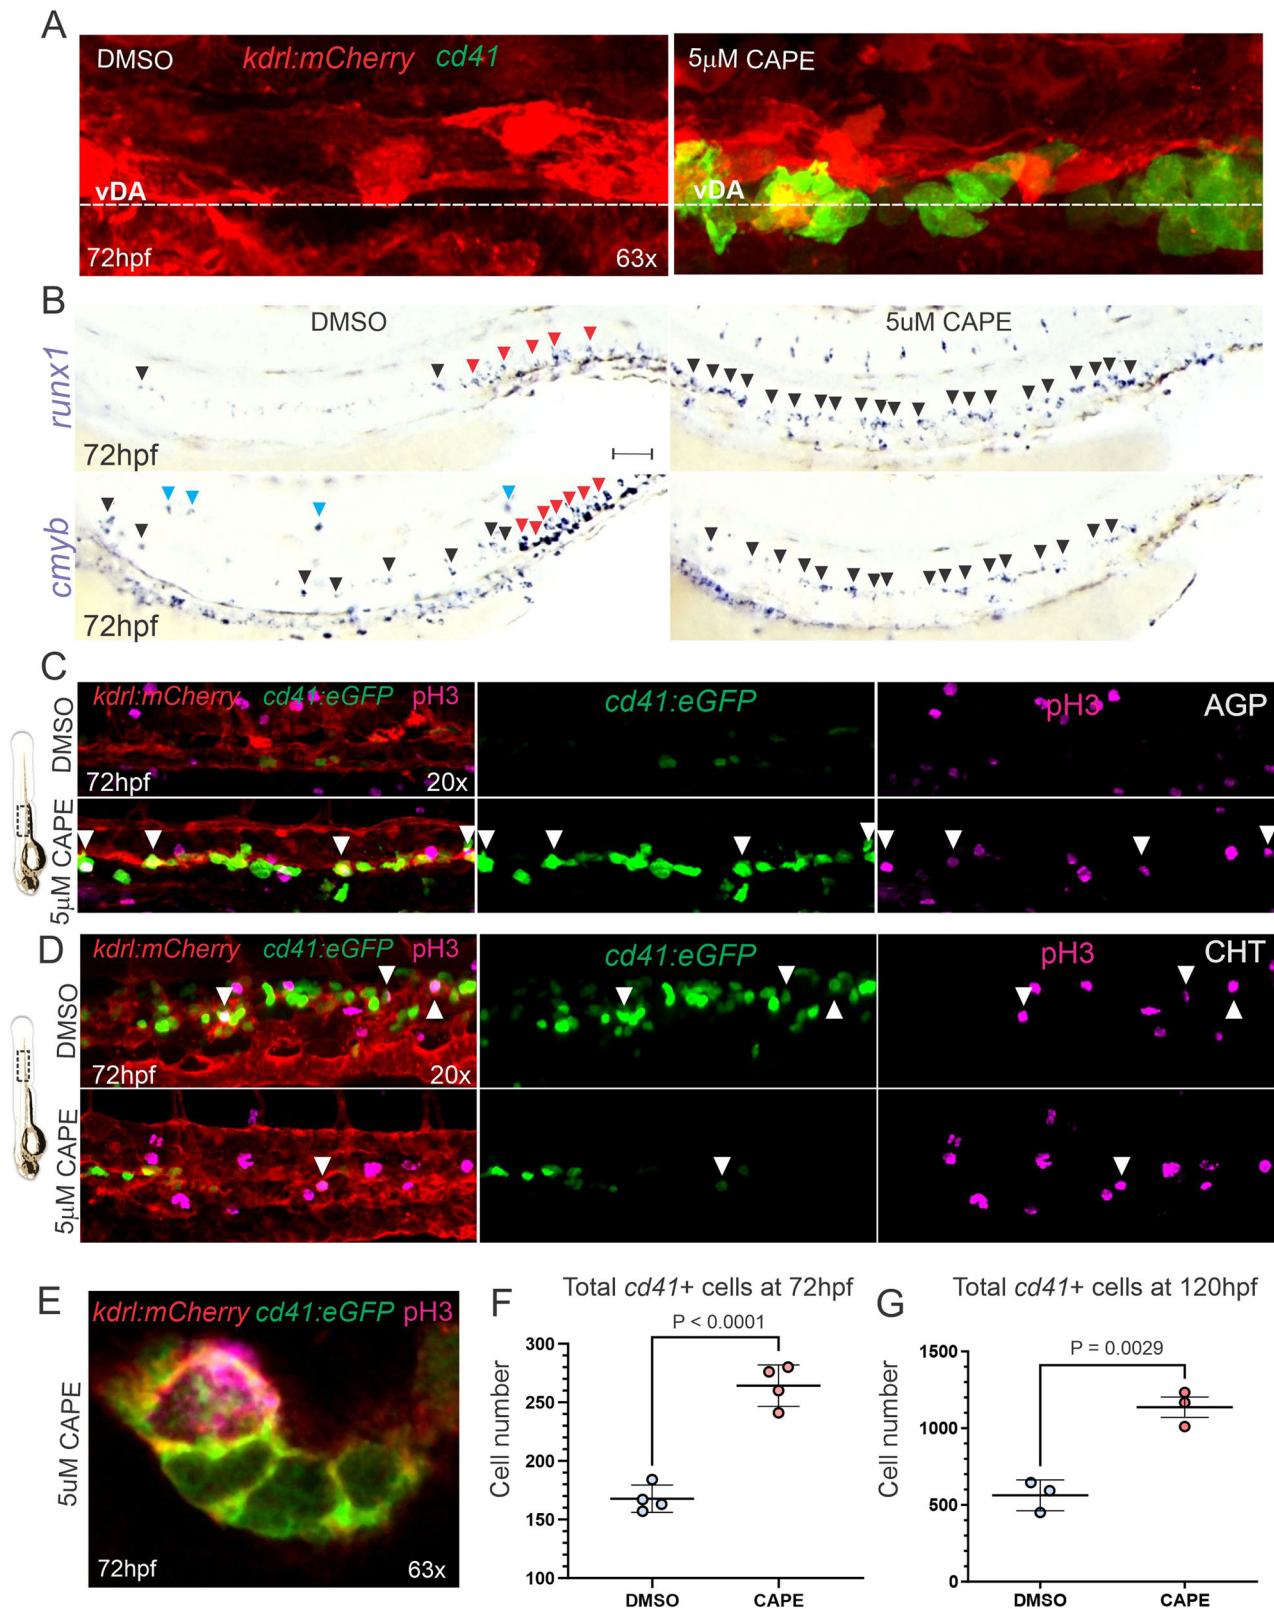 A
DMSO kdrl:mCherry cd41
5μM CAPE
vDA
vDA
72hpf 63x
B
DMSO
5uM CAPE
runx1
72hpf
cmyb
72hpf
C
kdrl:mCherry cd41:eGFP pH3
cd41:eGFP
pH3
AGP
DMSO
72hpf 20x
5μM CAPE
D
kdrl:mCherry cd41:eGFP pH3
cd41:eGFP
pH3
CHT
DMSO
72hpf 20x
5μM CAPE
E
kdrl:mCherry cd41:eGFP pH3
5uM CAPE
72hpf 63x
F
Total cd41+ cells at 72hpf
P < 0.0001
Cell number
300
250
200
150
100
DMSO CAPE
G
Total cd41+ cells at 120hpf
P = 0.0029
Cell number
1500
1000
500
0
DMSO CAPE